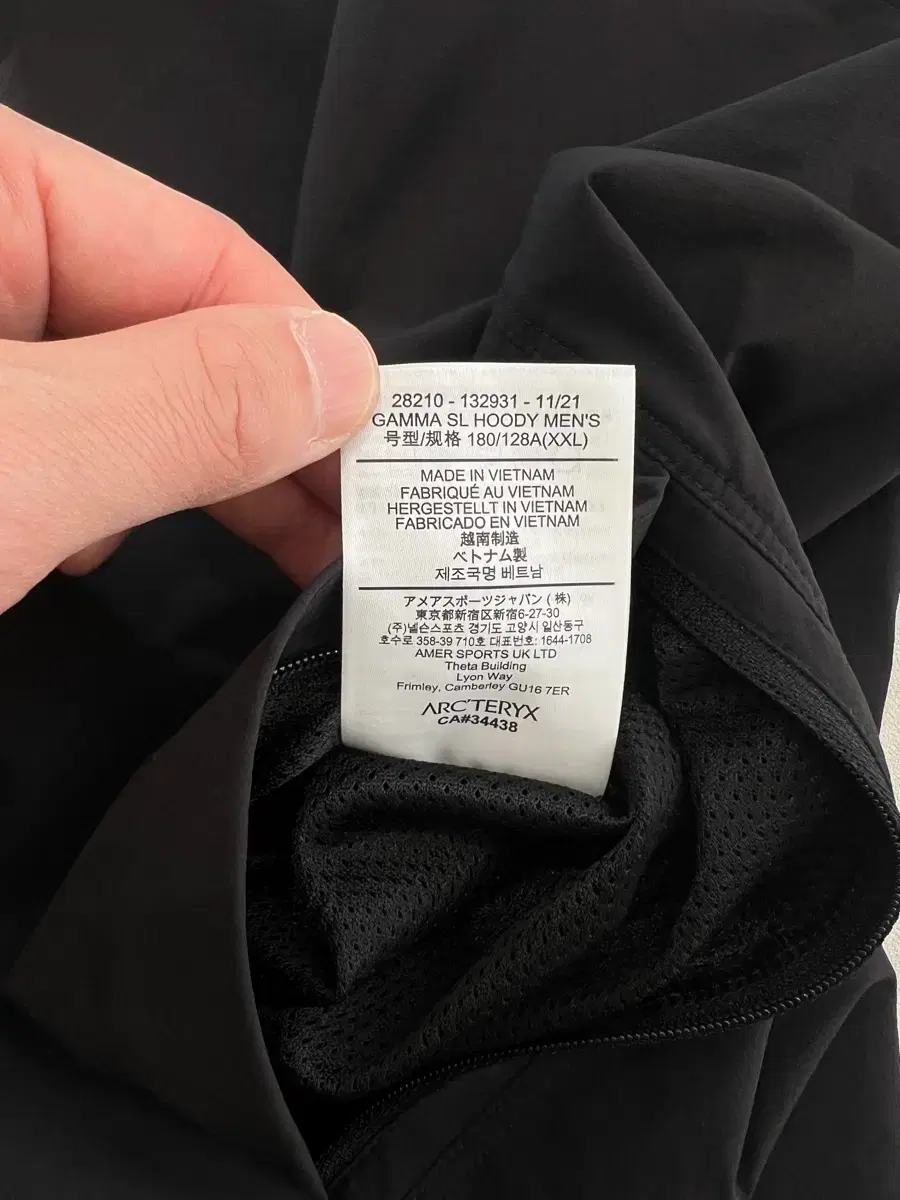 28210 - 132931 - 11/21
GAMMA SL HOODY MEN'S
号型/规格 180/128A(XXL)
MADE IN VIETNAM
FABRIQUÉ AU VIETNAM
HERGESTELLT IN VIETNAM
FABRICADO EN VIETNAM
越南制造
ベトナム製
제조국명 베트남
アメアスポーツジャパン ( 株)
東京都新宿区新宿6-27-30
(주)넬슨스포츠 경기도 고양시 일산동구
호수로 358-39 710호 대표번호: 1644-1708
AMER SPORTS UK LTD
Theta Building
Lyon Way
Frimley, Camberley GU16 7ER
ARC'TERYX
CA#34438